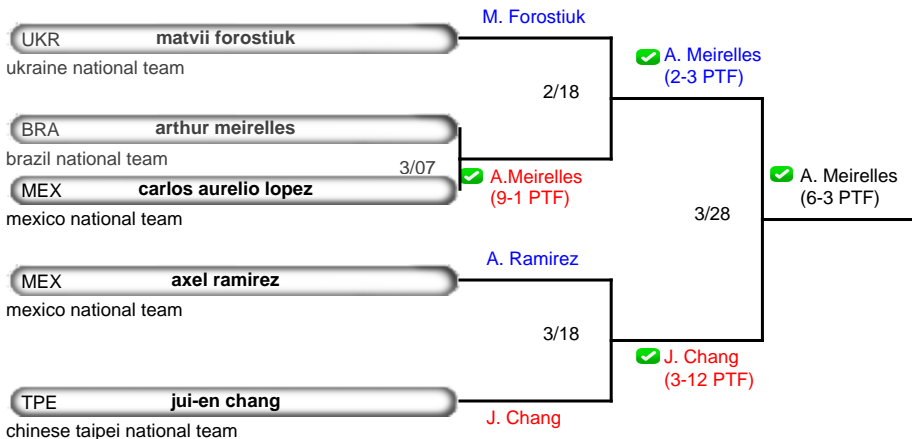 M. Forostiuk
UKR matvii forostiuk
ukraine national team
A. Meirelles
(2-3 PTF)
2/18
BRA arthur meirelles
brazil national team
3/07
A.Meirelles
(9-1 PTF)
MEX carlos aurelio lopez
mexico national team
A. Meirelles
(6-3 PTF)
3/28
A. Ramirez
MEX axel ramirez
mexico national team
3/18
J. Chang
(3-12 PTF)
TPE jui-en chang
chinese taipei national team
J. Chang